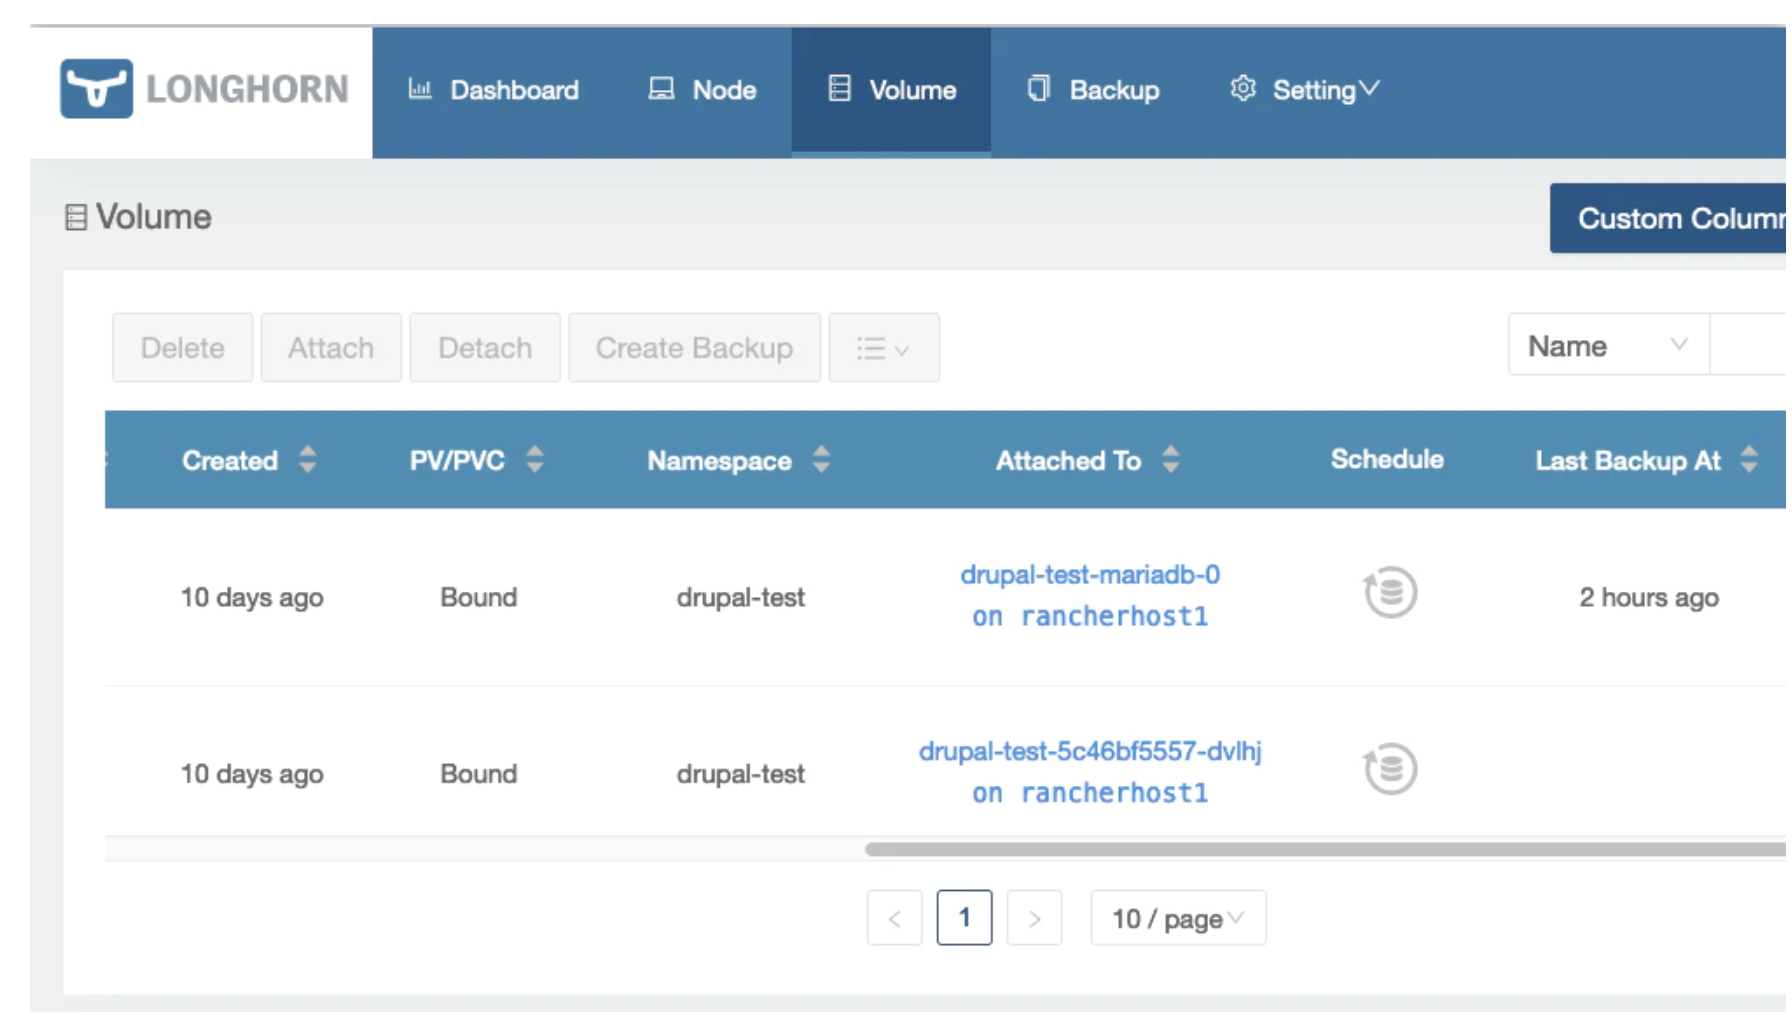 LONGHORN Dashboard Node Volume Backup Setting
Volume Custom Column
Delete Attach Detach Create Backup Name
Created PV/PVC Namespace Attached To Schedule Last Backup At
10 days ago Bound drupal-test drupal-test-mariadb-0 on rancherhost1 2 hours ago
10 days ago Bound drupal-test drupal-test-5c46bf5557-dvlhj on rancherhost1
< 1 > 10 / page